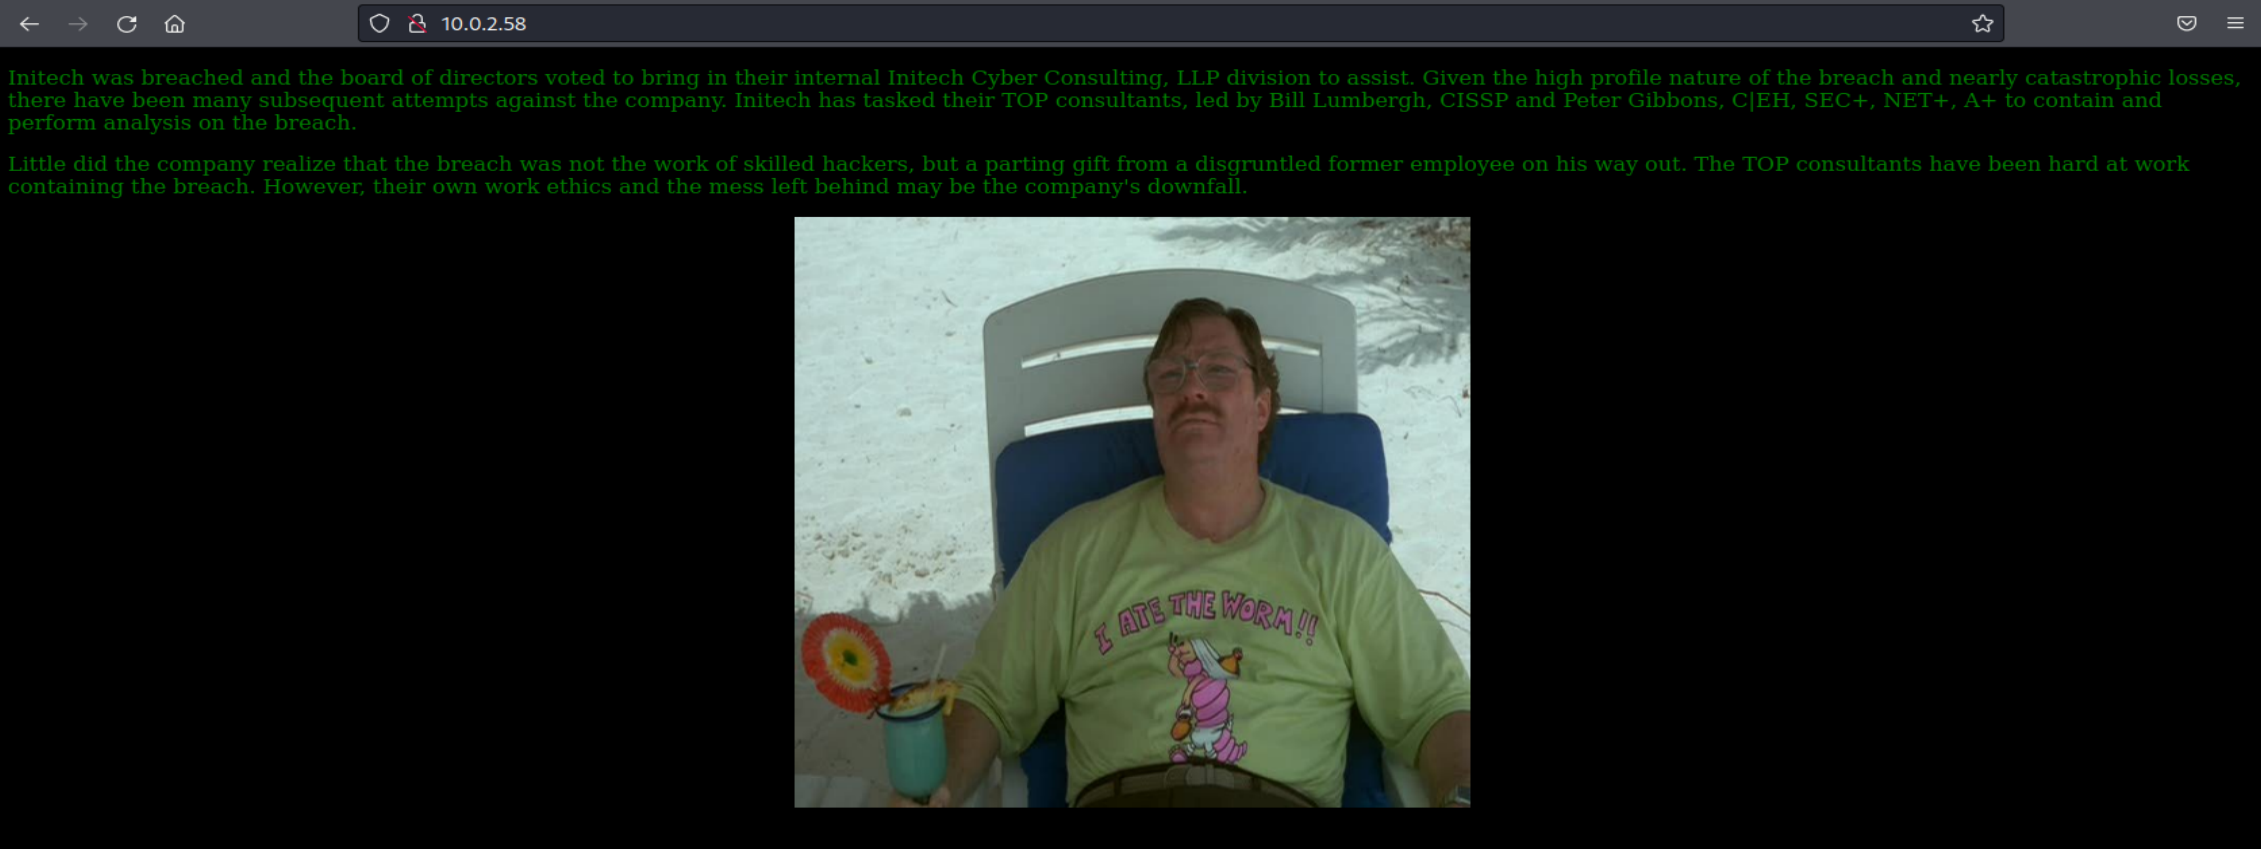 10.0.2.58
Initech was breached and the board of directors voted to bring in their internal Initech Cyber Consulting, LLP division to assist. Given the high profile nature of the breach and nearly catastrophic losses,
there have been many subsequent attempts against the company. Initech has tasked their TOP consultants, led by Bill Lumbergh, CISSP and Peter Gibbons, C|EH, SEC+, NET+, A+ to contain and
perform analysis on the breach.
Little did the company realize that the breach was not the work of skilled hackers, but a parting gift from a disgruntled former employee on his way out. The TOP consultants have been hard at work
containing the breach. However, their own work ethics and the mess left behind may be the company's downfall.
I ATE THE WORM!!